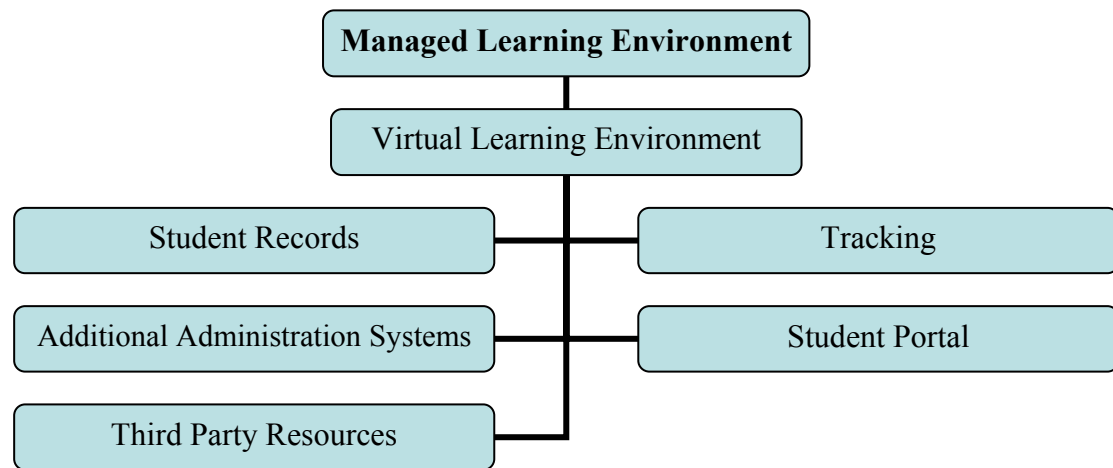 Managed Learning Environment
Virtual Learning Environment
Student Records
Tracking
Additional Administration Systems
Student Portal
Third Party Resources